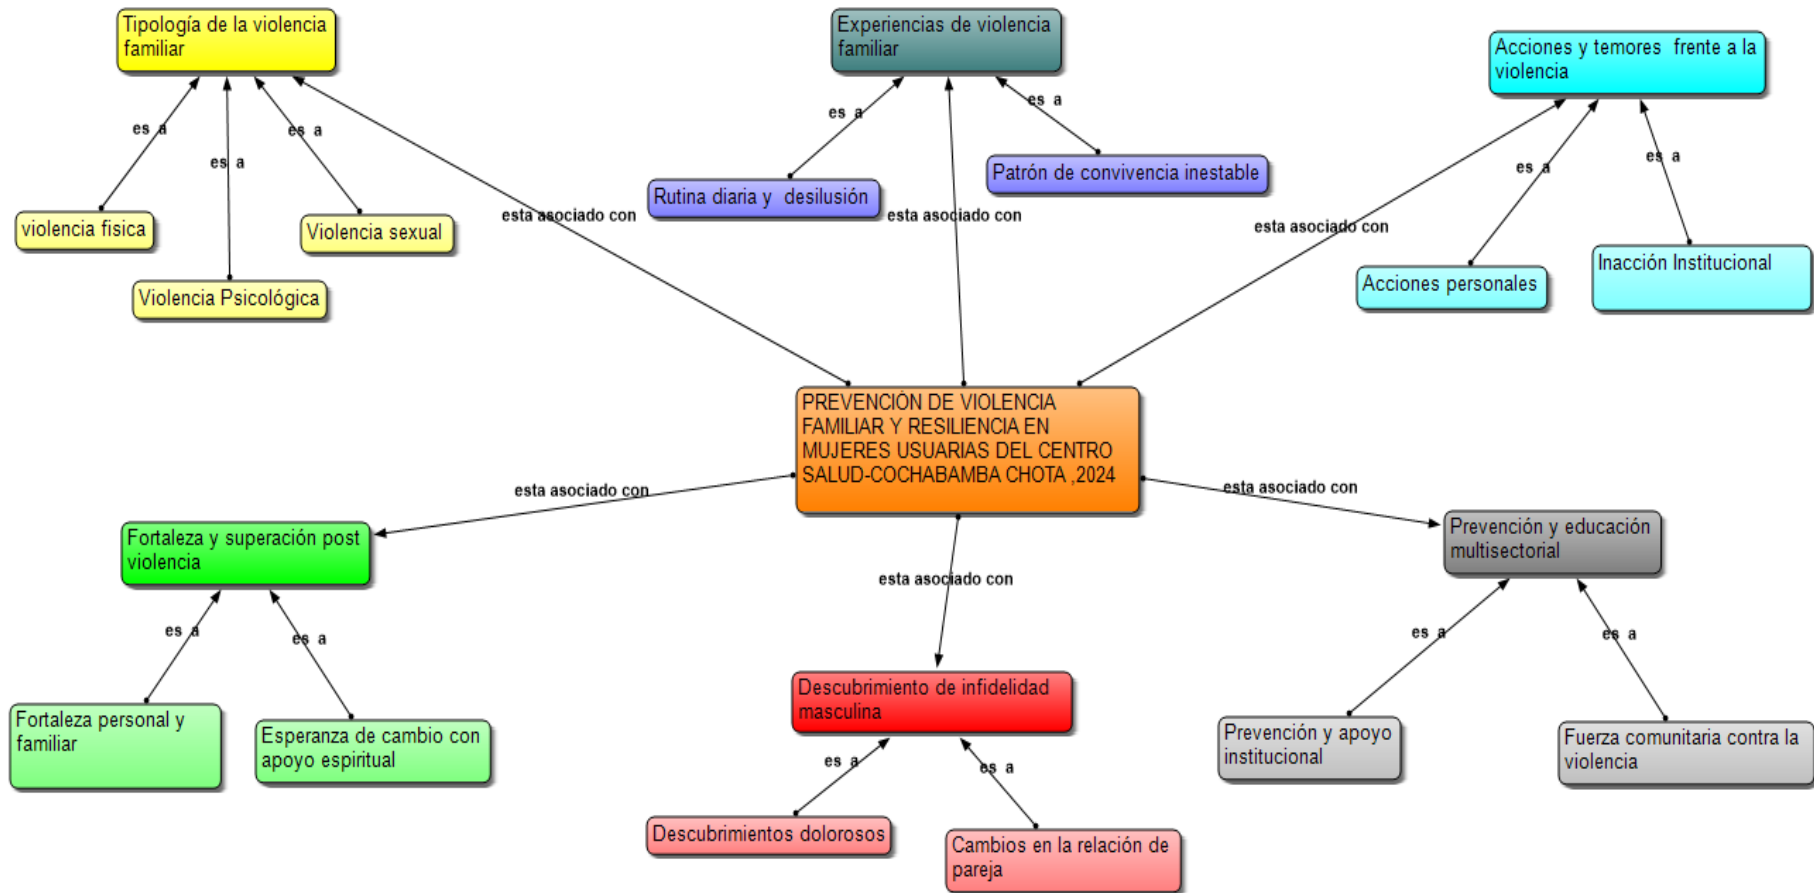 Tipología de la violencia
familiar
Experiencias de violencia
familiar
Acciones y temores  frente a la
violencia
es  a
es  a
es  a
es  a
es  a
es  a
es  a
violencia fisica
Violencia sexual
Violencia Psicológica
Rutina diaria y  desilusión
Patrón de convivencia inestable
Acciones personales
Inacción Institucional
esta asociado con
esta asociado con
esta asociado con
PREVENCIÓN DE VIOLENCIA
FAMILIAR Y RESILIENCIA EN
MUJERES USUARIAS DEL CENTRO
SALUD-COCHABAMBA CHOTA ,2024
esta asociado con
esta asociado con
esta asociado con
Fortaleza y superación post
violencia
es  a
es  a
Fortaleza personal y
familiar
Esperanza de cambio con
apoyo espiritual
Descubrimiento de infidelidad
masculina
es  a
es  a
Descubrimientos dolorosos
Cambios en la relación de
pareja
Prevención y educación
multisectorial
es  a
es  a
Prevención y apoyo
institucional
Fuerza comunitaria contra la
violencia